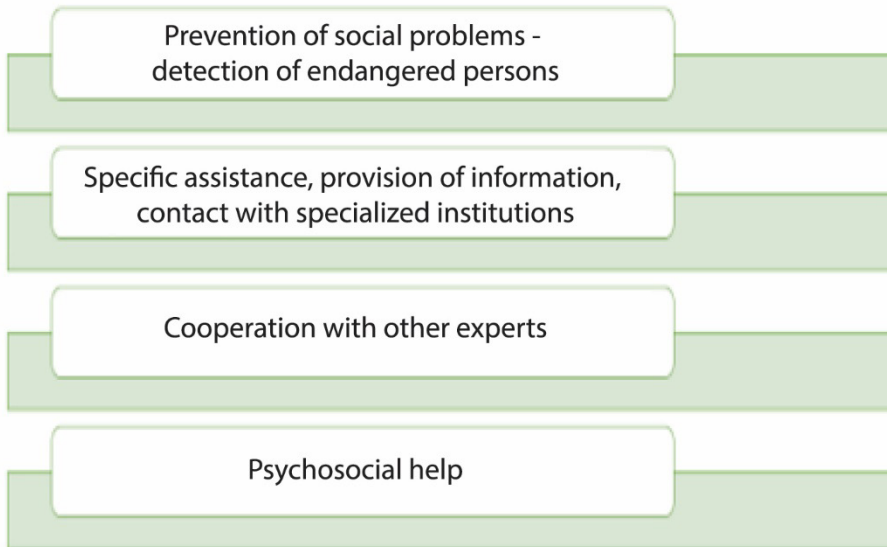 Prevention of social problems -
detection of endangered persons
Specific assistance, provision of information,
contact with specialized institutions
Cooperation with other experts
Psychosocial help